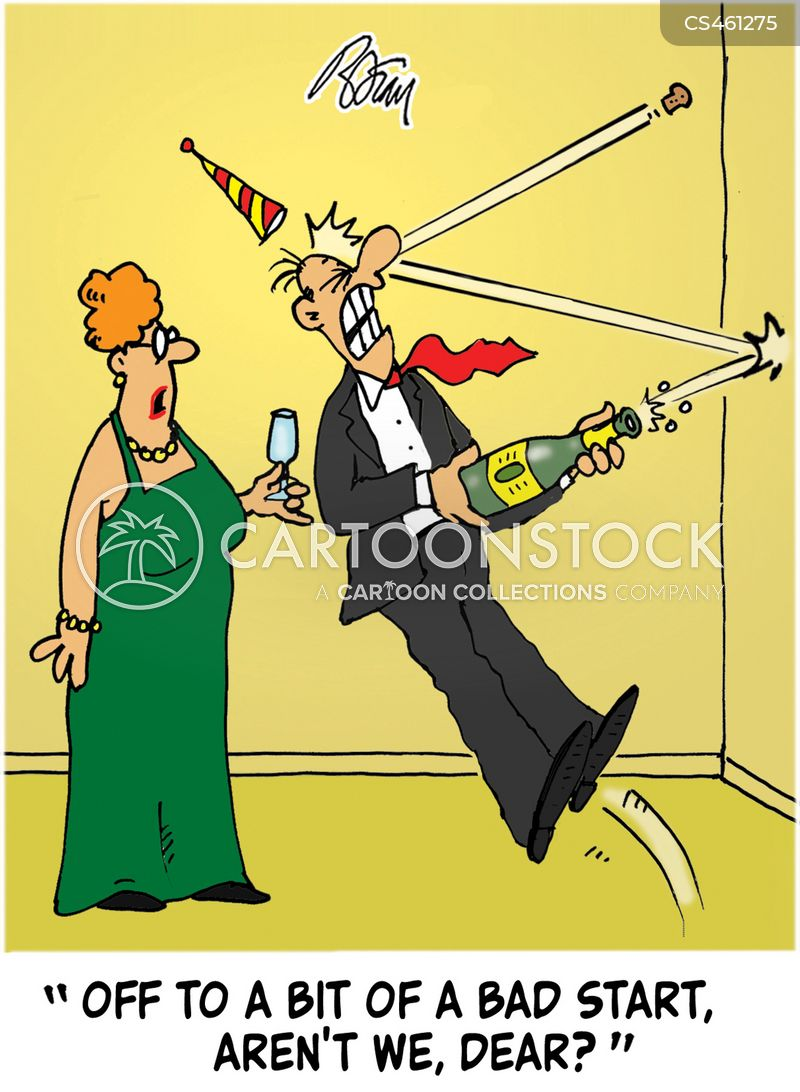 CS461275
CARTOONSTOCK
A CARTOON COLLECTIONS COMPANY
" OFF TO A BIT OF A BAD START,
AREN'T WE, DEAR? "